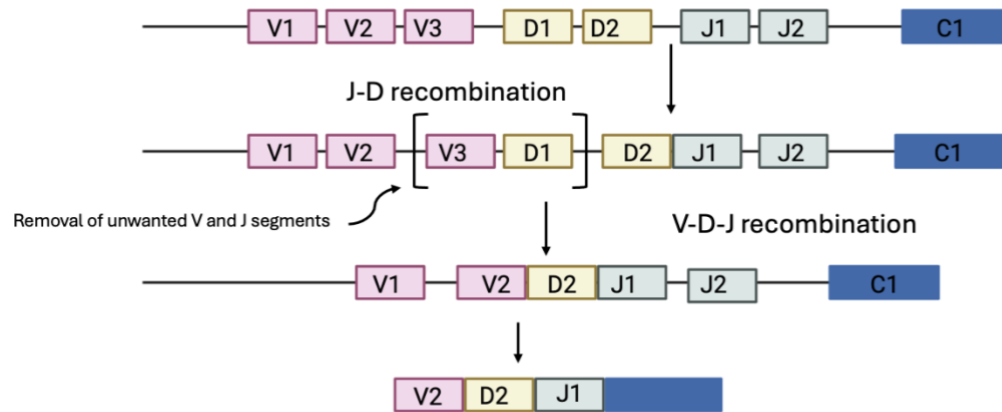 V1 V2 V3 D1 D2 J1 J2 C1
J-D recombination
V1 V2 V3 D1 D2 J1 J2 C1
Removal of unwanted V and J segments
V-D-J recombination
V1 V2 D2 J1 J2 C1
V2 D2 J1